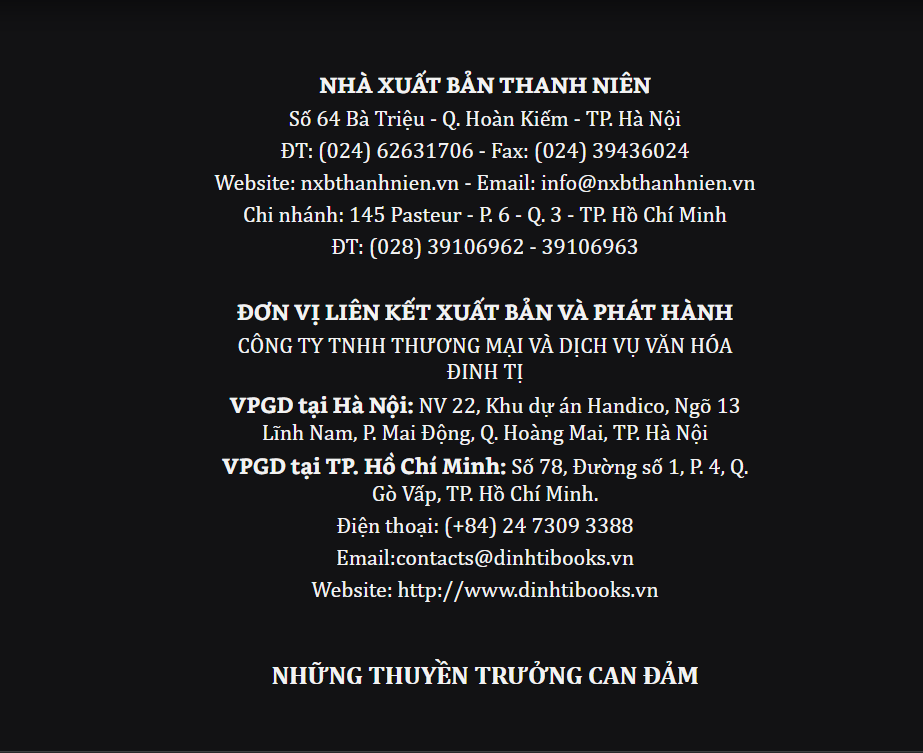 NHÀ XUẤT BẢN THANH NIÊN
Số 64 Bà Triệu - Q. Hoàn Kiếm - TP. Hà Nội
ĐT: (024) 62631706 - Fax: (024) 39436024
Website: nxbthanhnien.vn - Email: info@nxbthanhnien.vn
Chi nhánh: 145 Pasteur - P. 6 - Q. 3 - TP. Hồ Chí Minh
ĐT: (028) 39106962 - 39106963
ĐƠN VỊ LIÊN KẾT XUẤT BẢN VÀ PHÁT HÀNH
CÔNG TY TNHH THƯƠNG MẠI VÀ DỊCH VỤ VĂN HÓA
ĐINH TỊ
VPGD tại Hà Nội: NV 22, Khu dự án Handico, Ngõ 13
Lĩnh Nam, P. Mai Động, Q. Hoàng Mai, TP. Hà Nội
VPGD tại TP. Hồ Chí Minh: Số 78, Đường số 1, P. 4, Q.
Gò Vấp, TP. Hồ Chí Minh.
Điện thoại: (+84) 24 7309 3388
Email:contacts@dinhtibooks.vn
Website: http://www.dinhtibooks.vn
NHỮNG THUYỀN TRƯỞNG CAN ĐẢM